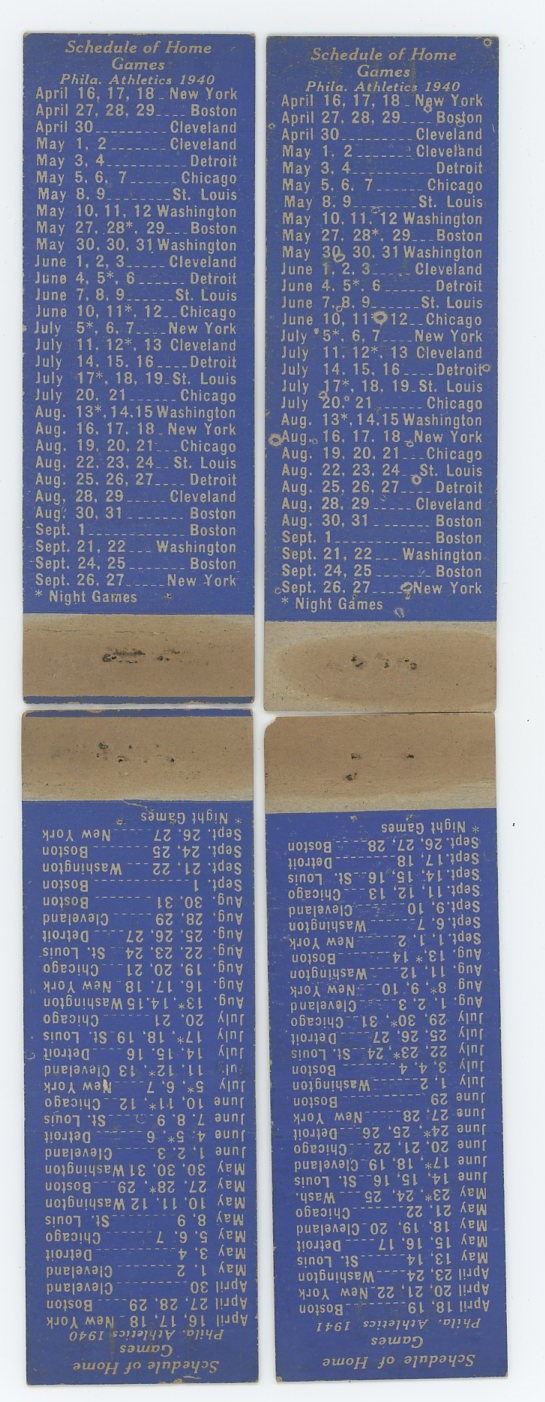 Schedule of Home
Games
Phila. Athletics 1940
April 16, 17, 18 New York
April 27, 28, 29 Boston
April 30 Cleveland
May 1, 2 Cleveland
May 3, 4 Detroit
May 5, 6, 7 Chicago
May 8, 9 St. Louis
May 10, 11, 12 Washington
May 27, 28*, 29 Boston
May 30, 30, 31 Washington
June 1, 2, 3 Cleveland
June 4, 5*, 6 Detroit
June 7, 8, 9 St. Louis
June 10, 11*, 12 Chicago
July 5*, 6, 7 New York
July 11, 12*, 13 Cleveland
July 14, 15, 16 Detroit
July 17*, 18, 19 St. Louis
July 20, 21 Chicago
Aug. 13*, 14, 15 Washington
Aug. 16, 17, 18 New York
Aug. 19, 20, 21 Chicago
Aug. 22, 23, 24 St. Louis
Aug. 25, 26, 27 Detroit
Aug. 28, 29 Cleveland
Aug. 30, 31 Boston
Sept. 1 Boston
Sept. 21, 22 Washington
Sept. 24, 25 Boston
Sept. 26, 27 New York
* Night Games
Schedule of Home
Games
Phila. Athletics 1940
April 16, 17, 18 New York
April 27, 28, 29 Boston
April 30 Cleveland
May 1, 2 Cleveland
May 3, 4 Detroit
May 5, 6, 7 Chicago
May 8, 9 St. Louis
May 10, 11, 12 Washington
May 27, 28*, 29 Boston
May 30, 30, 31 Washington
June 1, 2, 3 Cleveland
June 4, 5*, 6 Detroit
June 7, 8, 9 St. Louis
June 10, 11 12 Chicago
July 5*, 6, 7 New York
July 11, 12*, 13 Cleveland
July 14, 15, 16 Detroit
July 17*, 18, 19 St. Louis
July 20, 21 Chicago
Aug. 13*, 14, 15 Washington
Aug. 16, 17, 18 New York
Aug. 19, 20, 21 Chicago
Aug. 22, 23, 24 St. Louis
Aug. 25, 26, 27 Detroit
Aug. 28, 29 Cleveland
Aug. 30, 31 Boston
Sept. 1 Boston
Sept. 21, 22 Washington
Sept. 24, 25 Boston
Sept. 26, 27 New York
* Night Games
Schedule of Home
Games
Phila. Athletics 1940
April 16, 17, 18 New York
April 27, 28, 29 Boston
April 30 Cleveland
May 1, 2 Cleveland
May 3, 4 Detroit
May 5, 6, 7 Chicago
May 8, 9 St. Louis
May 10, 11, 12 Washington
May 27, 28*, 29 Boston
May 30, 30, 31 Washington
June 1, 2, 3 Cleveland
June 4, 5*, 6 Detroit
June 7, 8, 9 St. Louis
June 10, 11*, 12 Chicago
July 5*, 6, 7 New York
July 11, 12*, 13 Cleveland
July 14, 15, 16 Detroit
July 17*, 18, 19 St. Louis
July 20, 21 Chicago
Aug. 13*, 14, 15 Washington
Aug. 16, 17, 18 New York
Aug. 19, 20, 21 Chicago
Aug. 22, 23, 24 St. Louis
Aug. 25, 26, 27 Detroit
Aug. 28, 29 Cleveland
Aug. 30, 31 Boston
Sept. 1 Boston
Sept. 21, 22 Washington
Sept. 24, 25 Boston
Sept. 26, 27 New York
* Night Games
Schedule of Home
Games
Phila. Athletics 1941
April 18, 19 Boston
April 20, 21, 22 New York
April 23, 24 Washington
May 13, 14 St. Louis
May 15, 16, 17 Detroit
May 18, 19, 20 Cleveland
May 21, 22 Chicago
May 23*, 24, 25 Wash.
June 14, 15, 16 St. Louis
June 17*, 18, 19 Cleveland
June 20, 21, 22 Chicago
June 24*, 25, 26 Detroit
June 27, 28 New York
June 29 Boston
July 1, 2 Washington
July 3, 4, 4 Boston
July 22, 23*, 24 St. Louis
July 25, 26, 27 Detroit
July 29, 30*, 31 Chicago
Aug. 1, 2, 3 Cleveland
Aug. 8*, 9, 10 New York
Aug. 11, 12 Washington
Aug. 13,* 14 Boston
Sept. 1, 1, 2 New York
Sept. 6, 7 Washington
Sept. 9, 10 Cleveland
Sept. 11, 12, 13 Chicago
Sept. 14, 15, 16 St. Louis
Sept. 17, 18 Detroit
Sept. 26, 27, 28 Boston
* Night Games